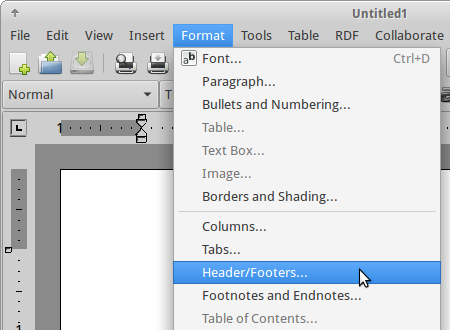 Untitled1
File Edit View Insert Format Tools Table RDF Collaborate
Font... Ctrl+D
Paragraph...
Normal
Bullets and Numbering...
Table...
1
Text Box...
Image...
Borders and Shading...
Columns...
Tabs...
Header/Footers...
Footnotes and Endnotes...
Table of Contents...